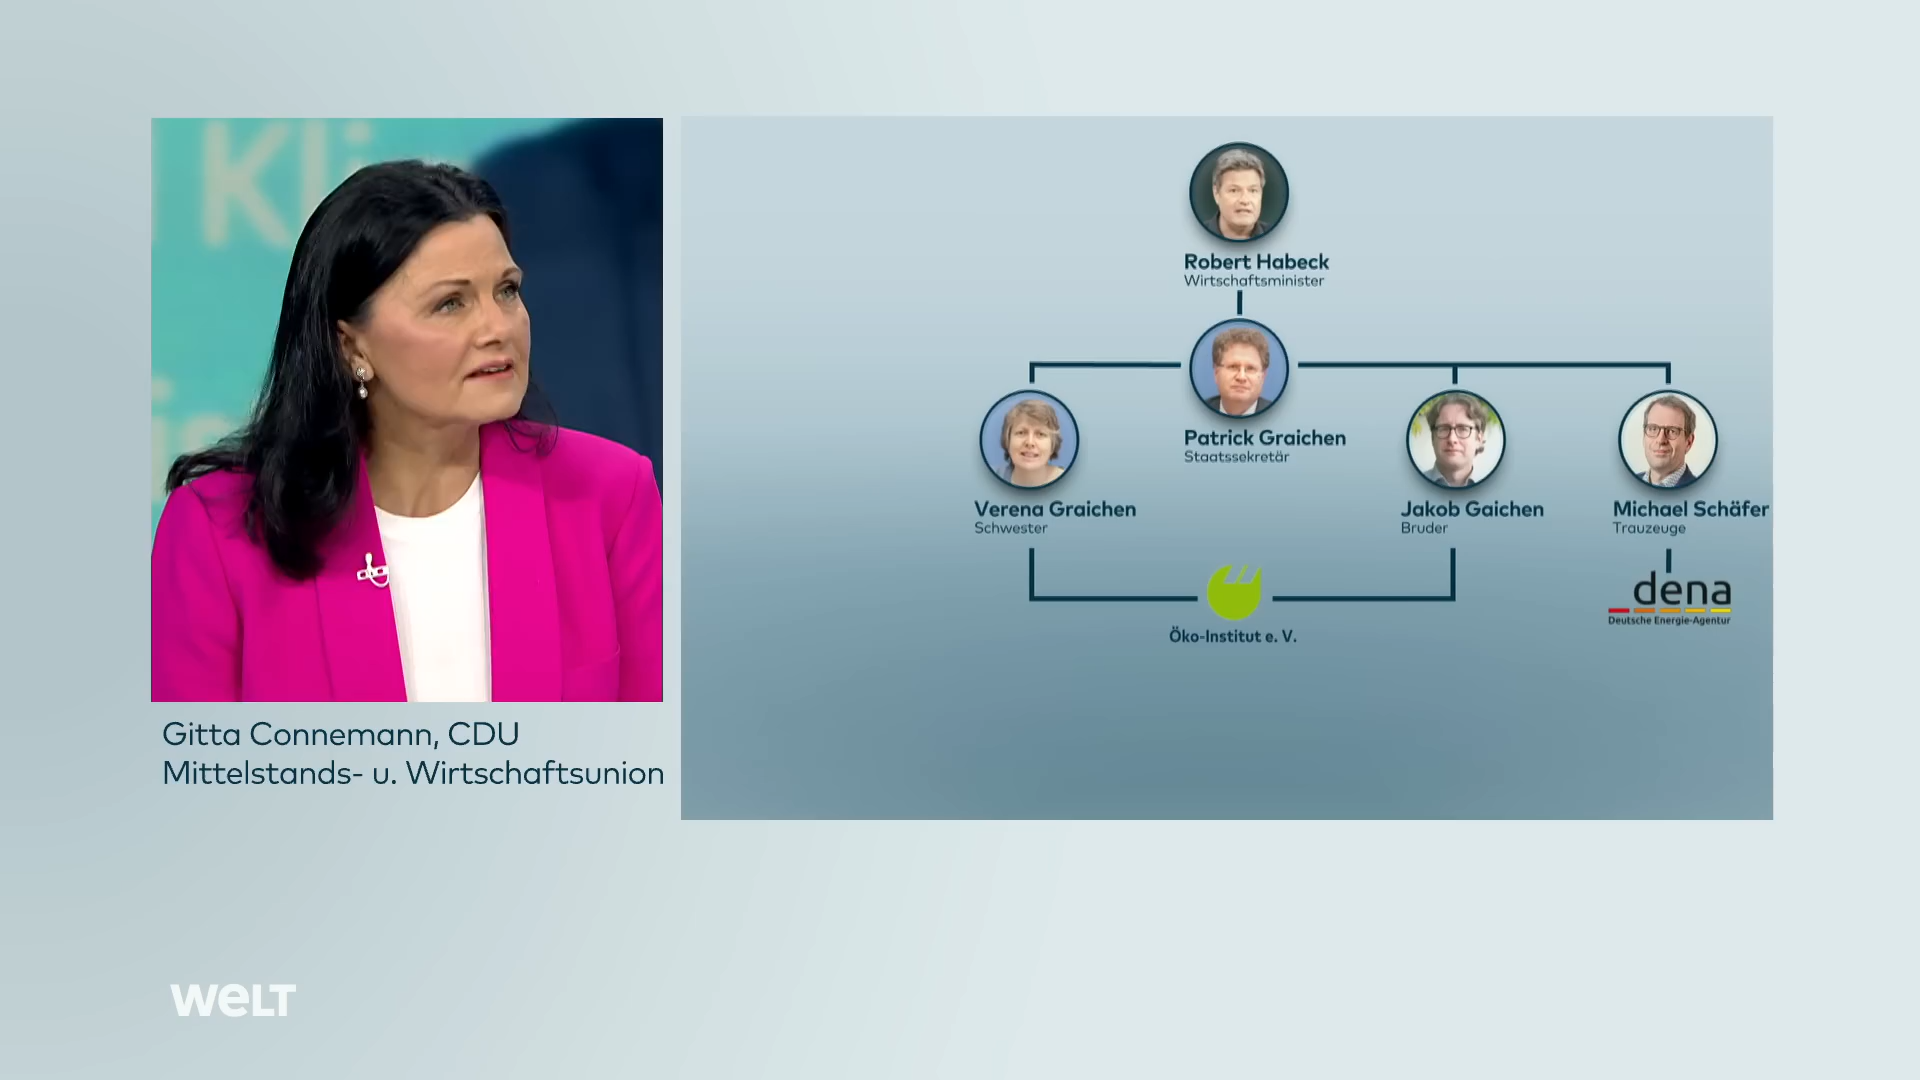 Kli
Gitta Connemann, CDU
Mittelstands- u. Wirtschaftsunion
Robert Habeck
Wirtschaftsminister
Patrick Graichen
Staatssekretär
Verena Graichen
Schwester
Jakob Gaichen
Bruder
Michael Schäfer
Trauzeuge
Öko-Institut e. V.
dena
Deutsche Energie-Agentur
WELT